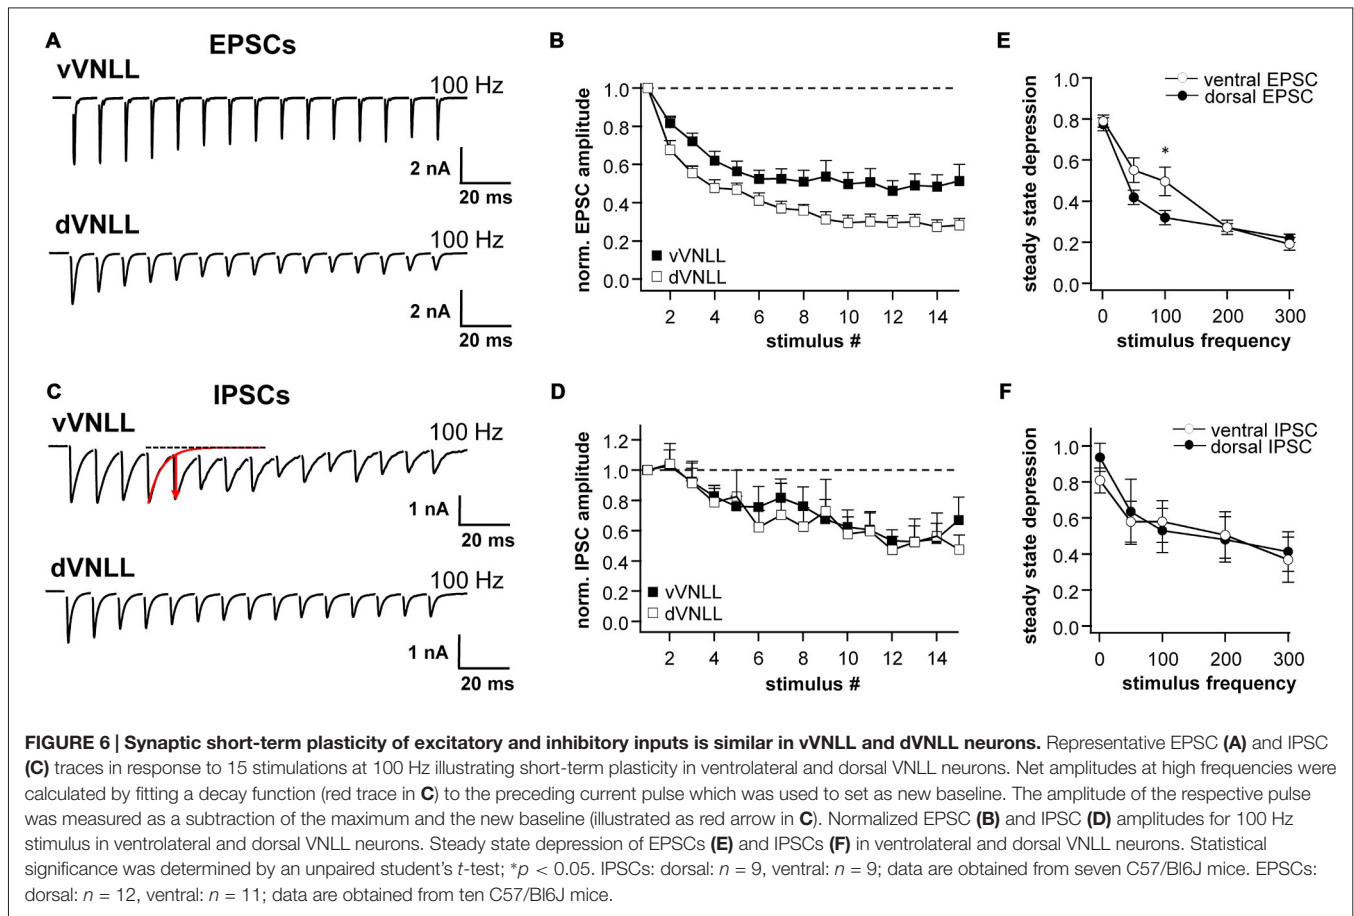 A
EPSCs
vVNLL
100 Hz
2 nA
20 ms
dVNLL
100 Hz
2 nA
20 ms
B
norm. EPSC amplitude
1.0
0.8
0.6
0.4
0.2
0.0
vVNLL
dVNLL
2 4 6 8 10 12 14
stimulus #
E
steady state depression
1.0
0.8
0.6
0.4
0.2
0.0
ventral EPSC
dorsal EPSC
*
0 100 200 300
stimulus frequency
C
IPSCs
vVNLL
100 Hz
1 nA
20 ms
dVNLL
100 Hz
1 nA
20 ms
D
norm. IPSC amplitude
1.2
1.0
0.8
0.6
0.4
0.2
0.0
vVNLL
dVNLL
2 4 6 8 10 12 14
stimulus #
F
steady state depression
1.0
0.8
0.6
0.4
0.2
0.0
ventral IPSC
dorsal IPSC
0 100 200 300
stimulus frequency
FIGURE 6 | Synaptic short-term plasticity of excitatory and inhibitory inputs is similar in vVNLL and dVNLL neurons. Representative EPSC (A) and IPSC
(C) traces in response to 15 stimulations at 100 Hz illustrating short-term plasticity in ventrolateral and dorsal VNLL neurons. Net amplitudes at high frequencies were
calculated by fitting a decay function (red trace in C) to the preceding current pulse which was used to set as new baseline. The amplitude of the respective pulse
was measured as a subtraction of the maximum and the new baseline (illustrated as red arrow in C). Normalized EPSC (B) and IPSC (D) amplitudes for 100 Hz
stimulus in ventrolateral and dorsal VNLL neurons. Steady state depression of EPSCs (E) and IPSCs (F) in ventrolateral and dorsal VNLL neurons. Statistical
significance was determined by an unpaired student's t-test; *p < 0.05. IPSCs: dorsal: n = 9, ventral: n = 9; data are obtained from seven C57/Bl6J mice. EPSCs:
dorsal: n = 12, ventral: n = 11; data are obtained from ten C57/Bl6J mice.